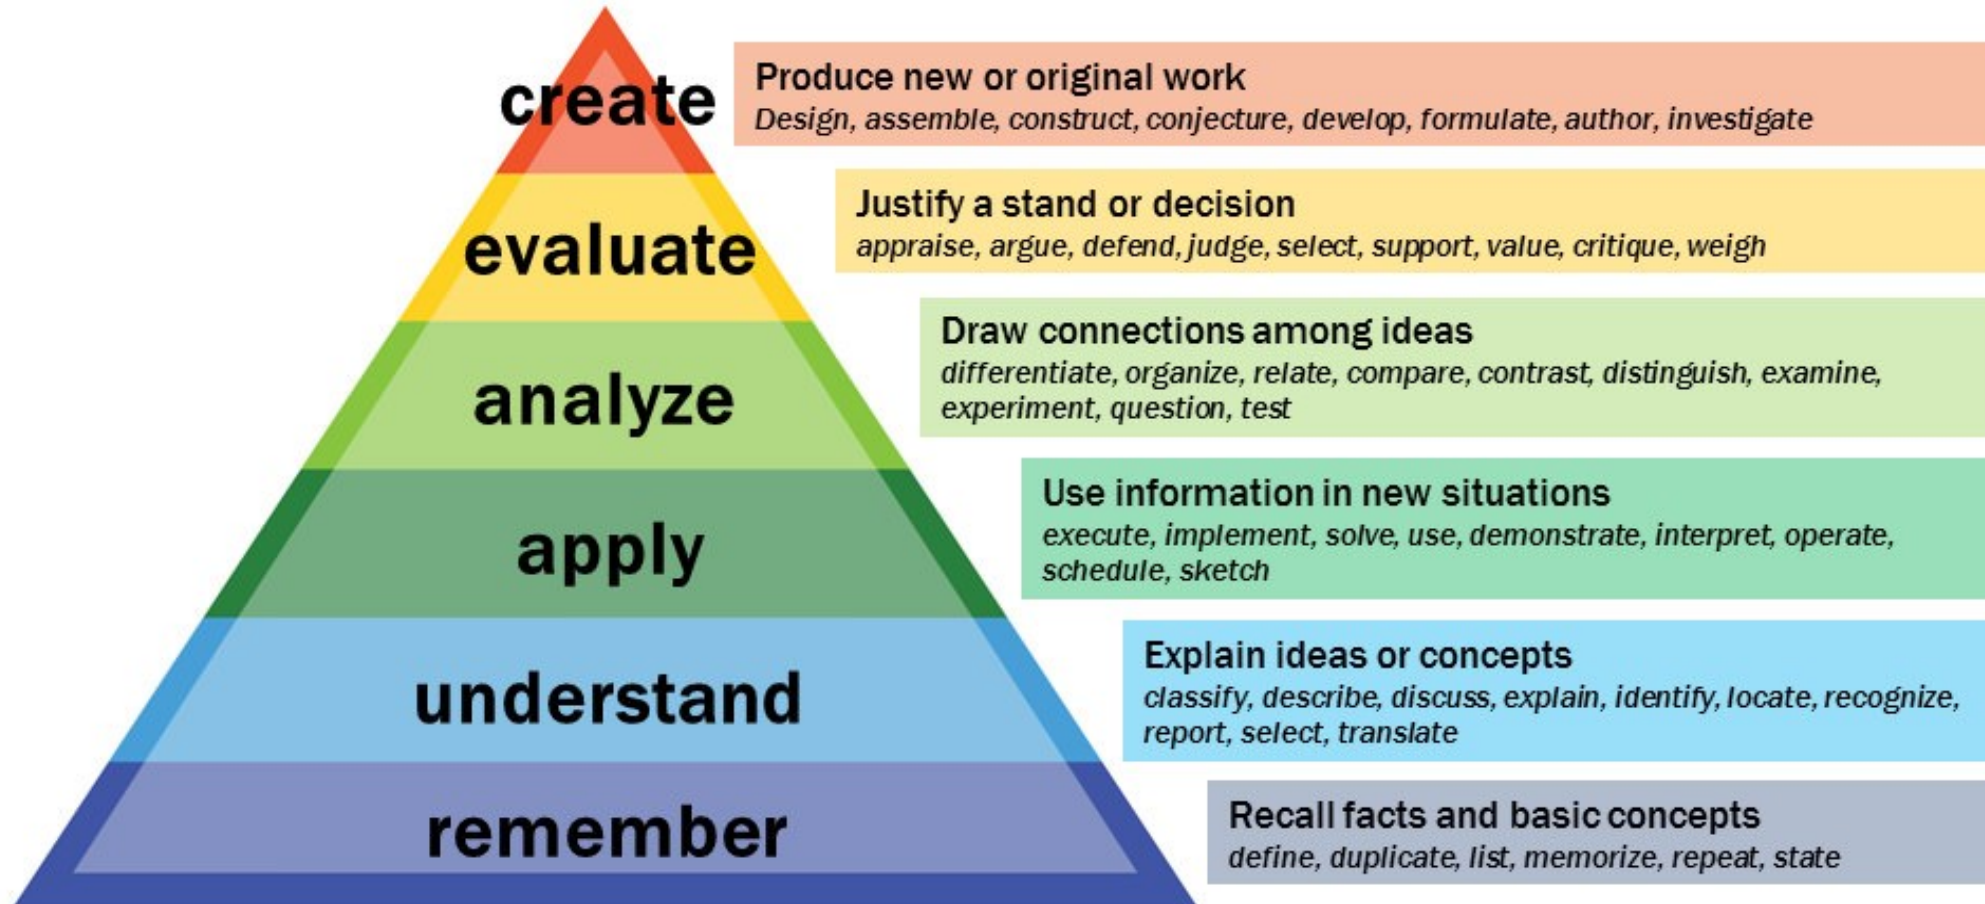 create
Produce new or original work
Design, assemble, construct, conjecture, develop, formulate, author, investigate
evaluate
Justify a stand or decision
appraise, argue, defend, judge, select, support, value, critique, weigh
analyze
Draw connections among ideas
differentiate, organize, relate, compare, contrast, distinguish, examine,
experiment, question, test
apply
Use information in new situations
execute, implement, solve, use, demonstrate, interpret, operate,
schedule, sketch
understand
Explain ideas or concepts
classify, describe, discuss, explain, identify, locate, recognize,
report, select, translate
remember
Recall facts and basic concepts
define, duplicate, list, memorize, repeat, state